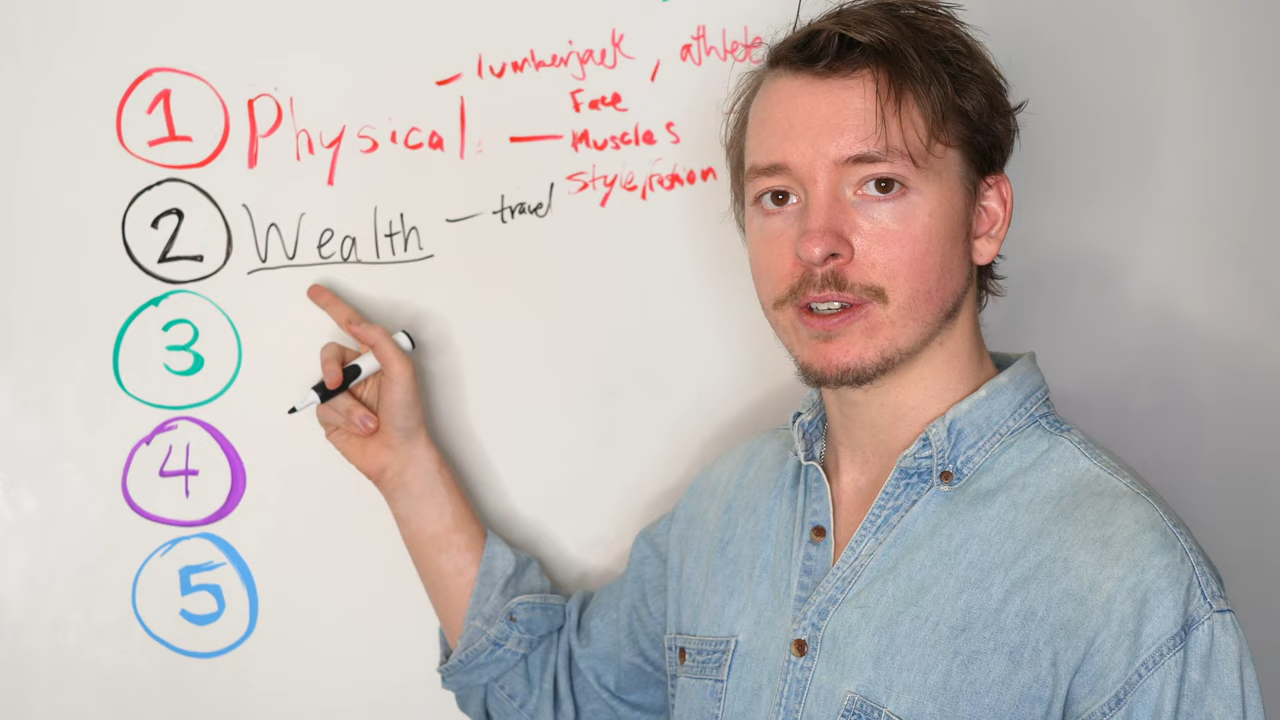 - lumberjack, athlete
1 Physical - Face
Muscles
Style, fashion
2 Wealth - travel
3
4
5